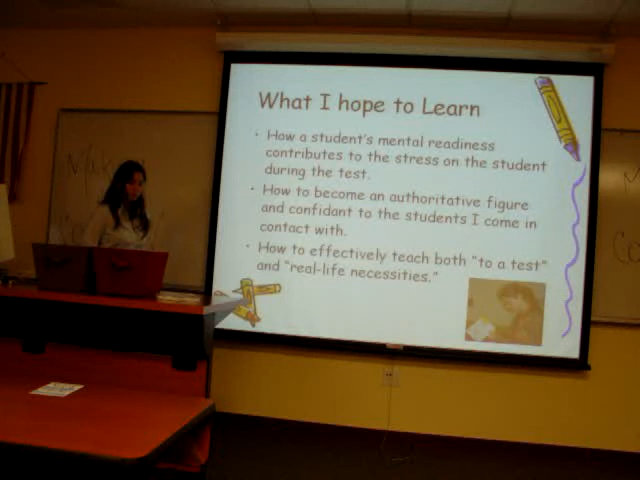 What I hope to Learn
• How a student's mental readiness
contributes to the stress on the student
during the test.
• How to become an authoritative figure
and confidant to the students I come in
contact with.
• How to effectively teach both "to a test"
and "real-life necessities."